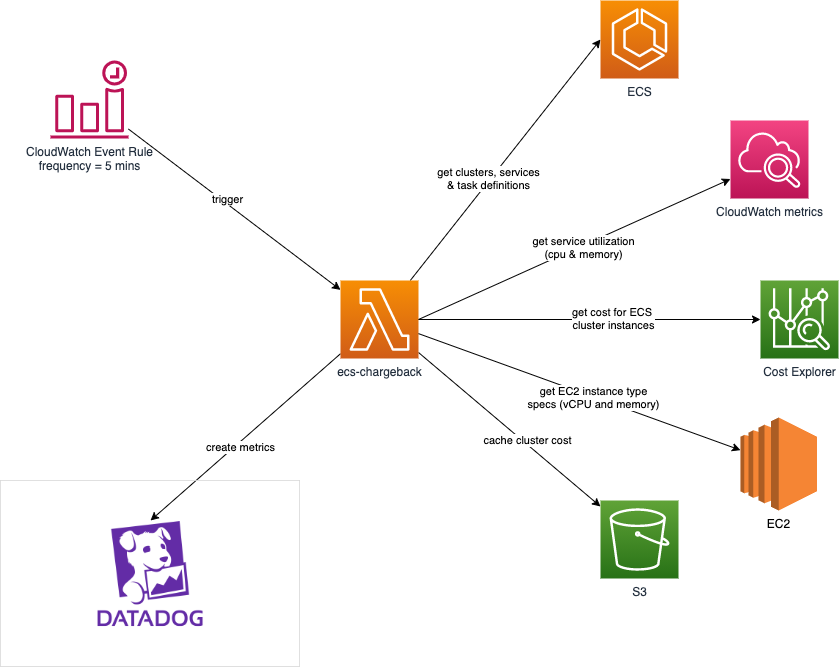 ECS
CloudWatch Event Rule
frequency = 5 mins
get clusters, services
& task definitions
trigger
CloudWatch metrics
get service utilization
(cpu & memory)
get cost for ECS
cluster instances
ecs-chargeback
Cost Explorer
get EC2 instance type
specs (vCPU and memory)
cache cluster cost
create metrics
EC2
S3
DATADOG